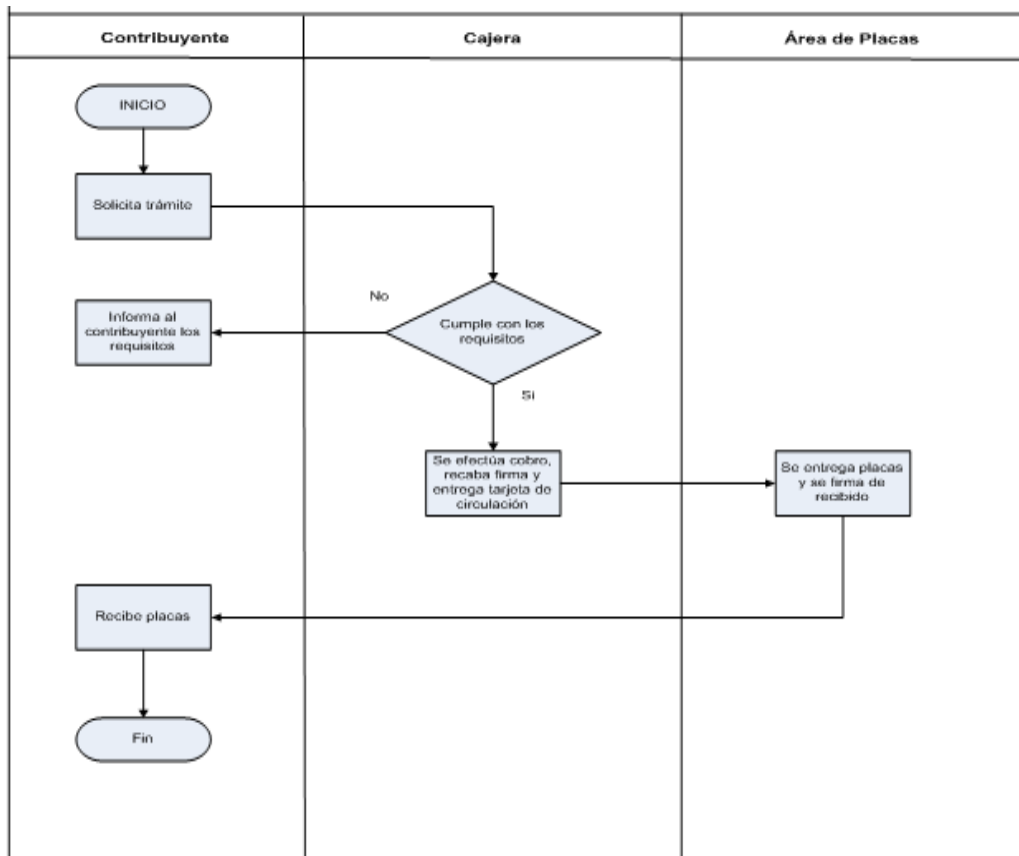 Contribuyente
Cajera
Área de Placas
INICIO
Solicita trámite
No
Informa al
contribuyente los
requisitos
Cumple con los
requisitos
Si
Se efectúa cobro,
recaba firma y
entrega tarjeta de
circulación
Se entrega placas
y se firma de
recibido
Recibe placas
Fin